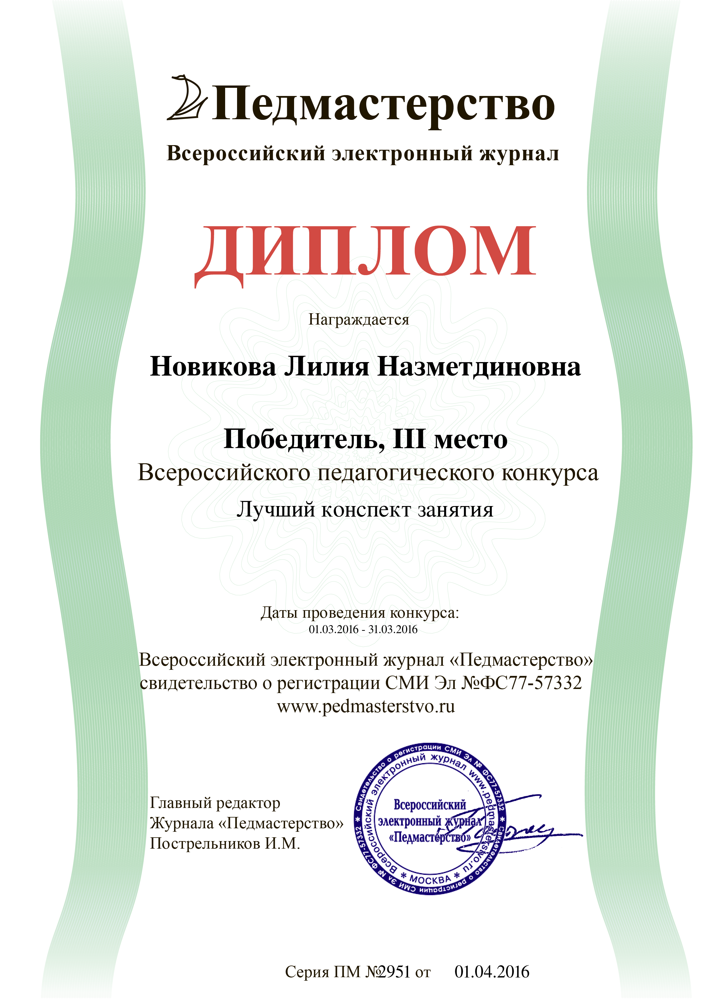 Педмастерство
Всероссийский электронный журнал
ДИПЛОМ
Награждается
Новикова Лилия Назметдиновна
Победитель, III место
Всероссийского педагогического конкурса
Лучший конспект занятия
Даты проведения конкурса:
01.03.2016 - 31.03.2016
Всероссийский электронный журнал «Педмастерство»
свидетельство о регистрации СМИ Эл №ФС77-57332
www.pedmasterstvo.ru
Главный редактор
Журнала «Педмастерство»
Пострельников И.М.
✱ Свидетельство о регистрации СМИ Эл № ФС77-57332 ✱ Свидетельство о регистрации СМИ Эл № ФС77-57332
Всероссийский электронный журнал www.pedmasterstvo.ru
✱ МОСКВА ✱
Всероссийский
электронный журнал
«Педмастерство»
Серия ПМ №2951 от 01.04.2016